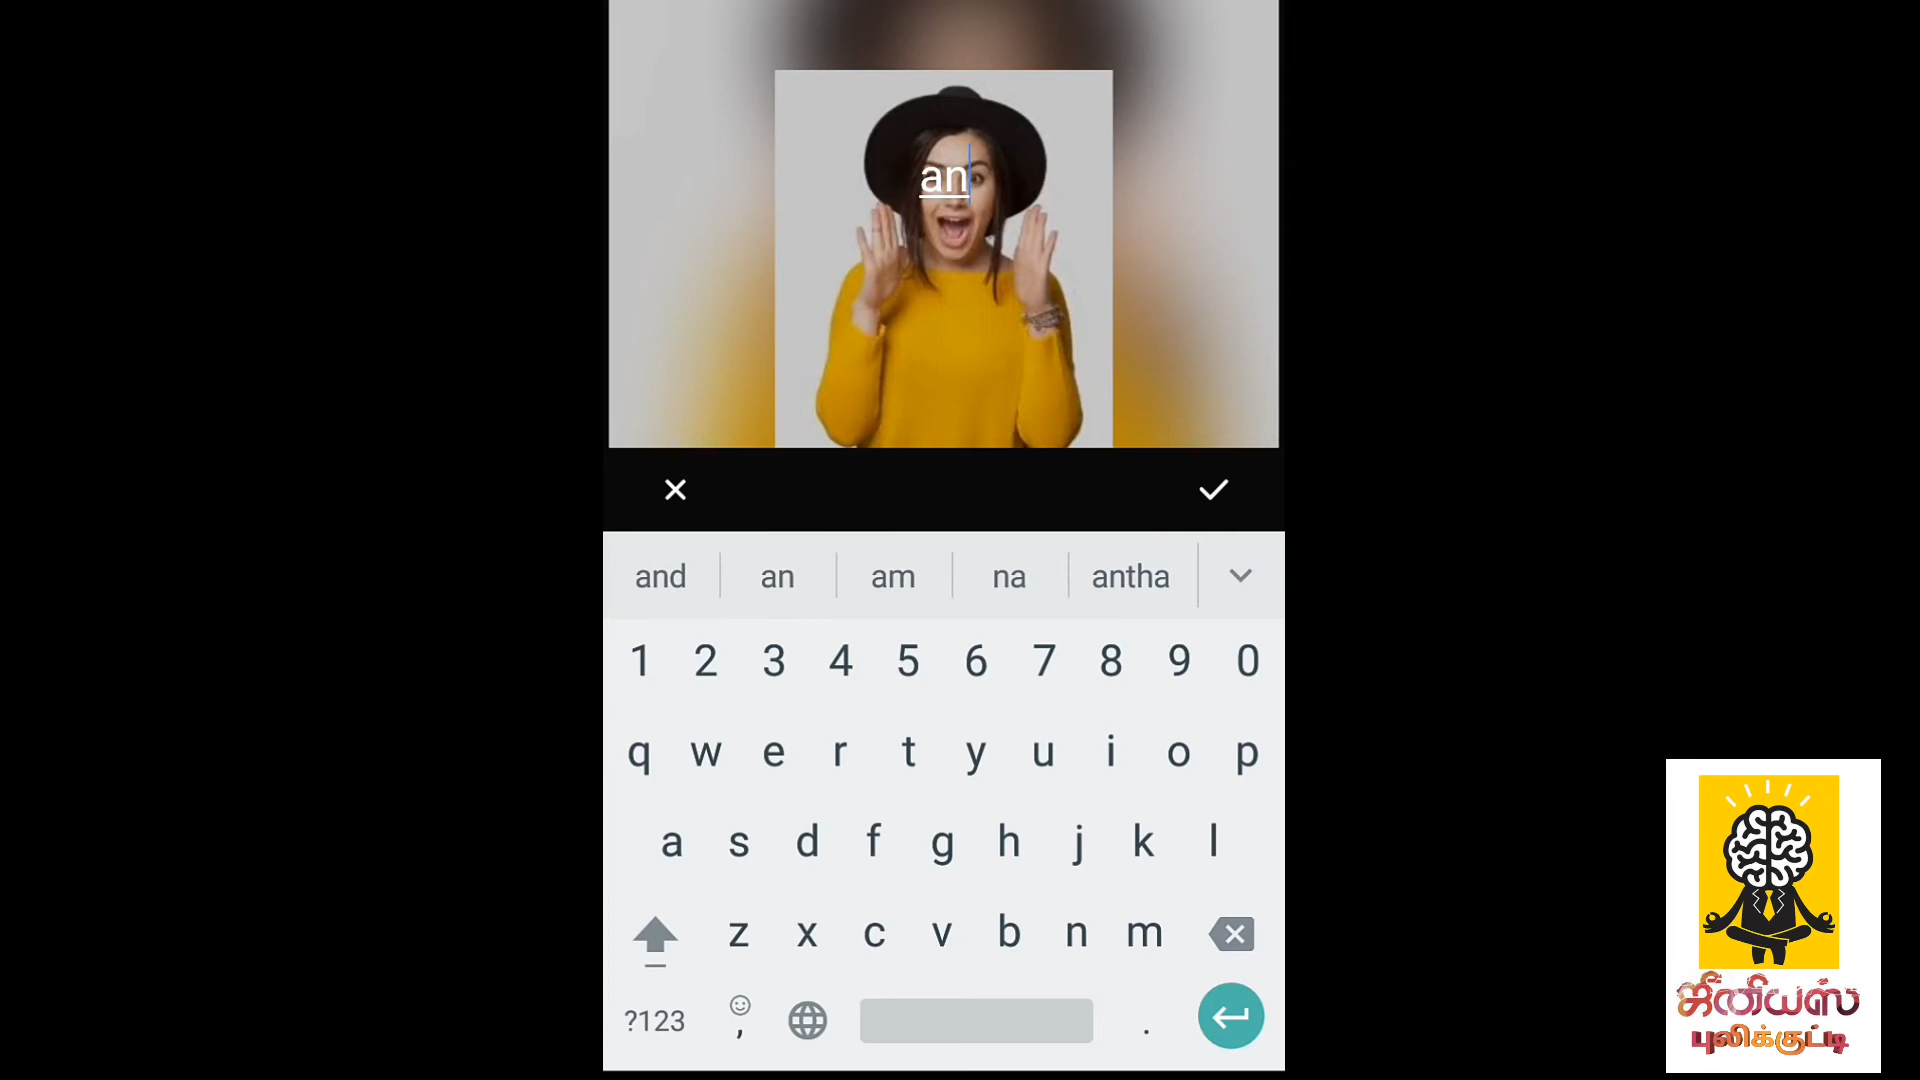 an
and an am na antha
1 2 3 4 5 6 7 8 9 0
q w e r t y u i o p
a s d f g h j k l
z x c v b n m
?123 , .
ஜீனியஸ்
புலிக்குட்டி